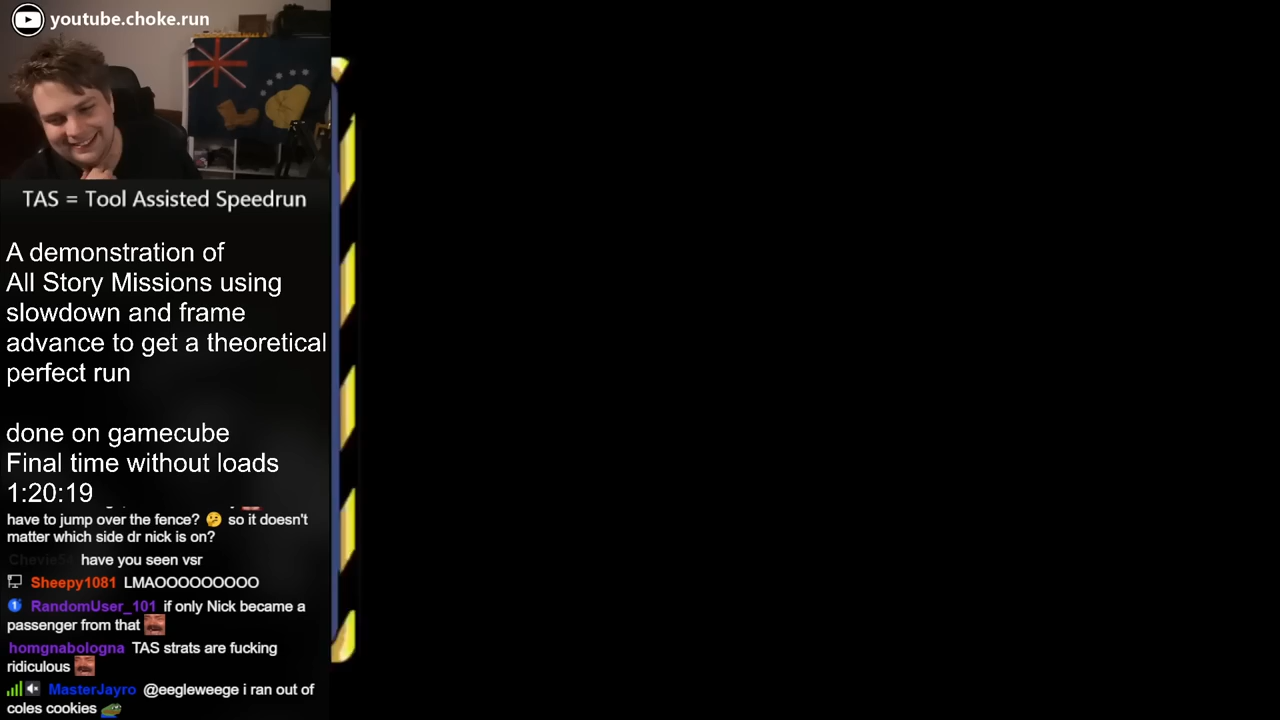 youtube.choke.run
TAS = Tool Assisted Speedrun
A demonstration of
All Story Missions using
slowdown and frame
advance to get a theoretical
perfect run
done on gamecube
Final time without loads
1:20:19
have to jump over the fence? 🤔 so it doesn't
matter which side dr nick is on?
have you seen vsr
Sheepy1081 LMAOOOOOOOOO
RandomUser_101 if only Nick became a
passenger from that
homgnabologna TAS strats are fucking
ridiculous
MasterJayro @eegleweege i ran out of
coles cookies